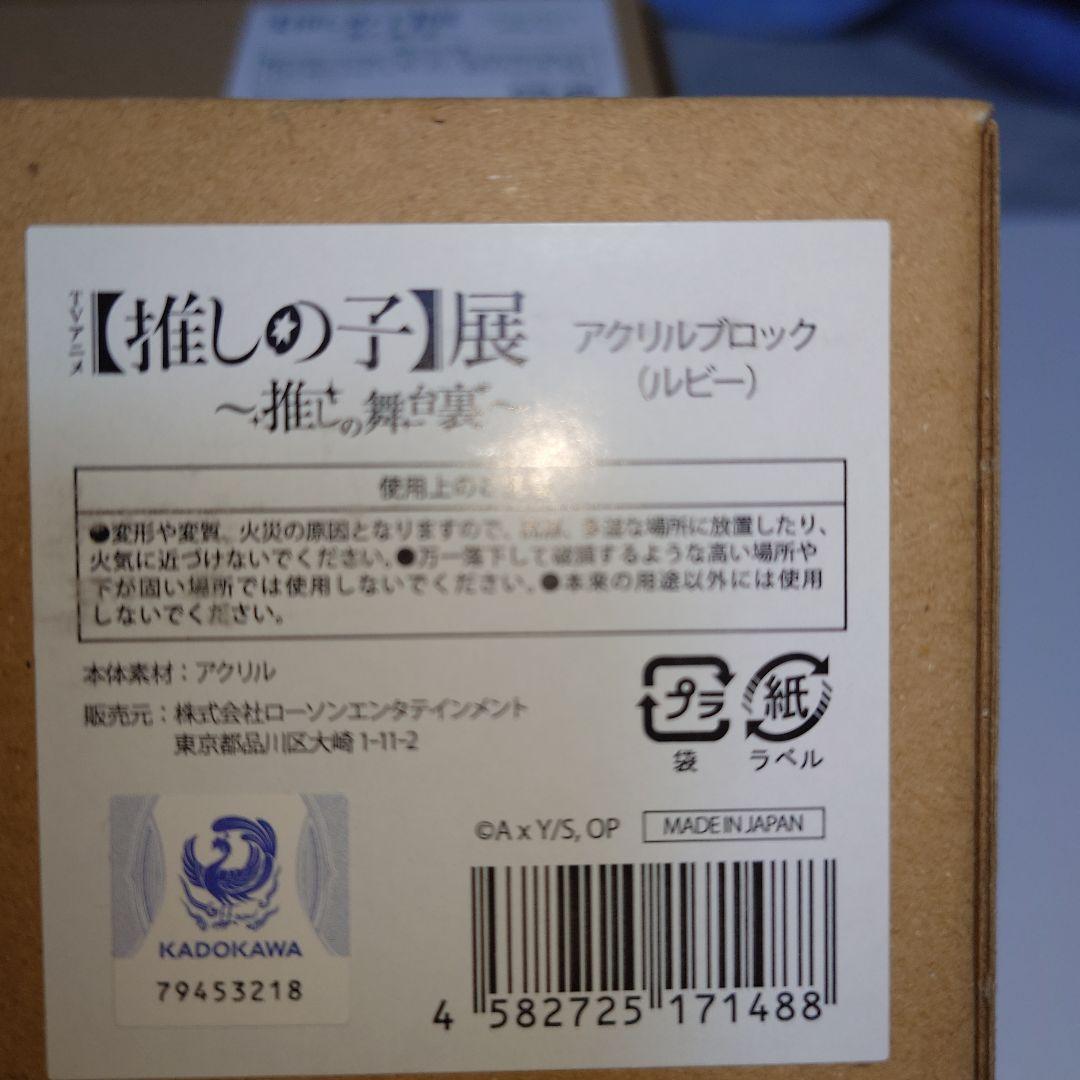 TVアニメ
【推しの子】展
～推しの舞台裏～
アクリルブロック
(ルビー)
使用上の
●変形や変質、火災の原因となりますので、多湿な場所に放置したり、
火気に近づけないでください。●万一落下して破損するような高い場所や
下が固い場所では使用しないでください。●本来の用途以外には使用
しないでください。
本体素材：アクリル
販売元：株式会社ローソンエンタテインメント
東京都品川区大崎1-11-2
プラ
袋
紙
ラベル
©A x Y/S, OP
MADE IN JAPAN
KADOKAWA
79453218
4 582725 171488